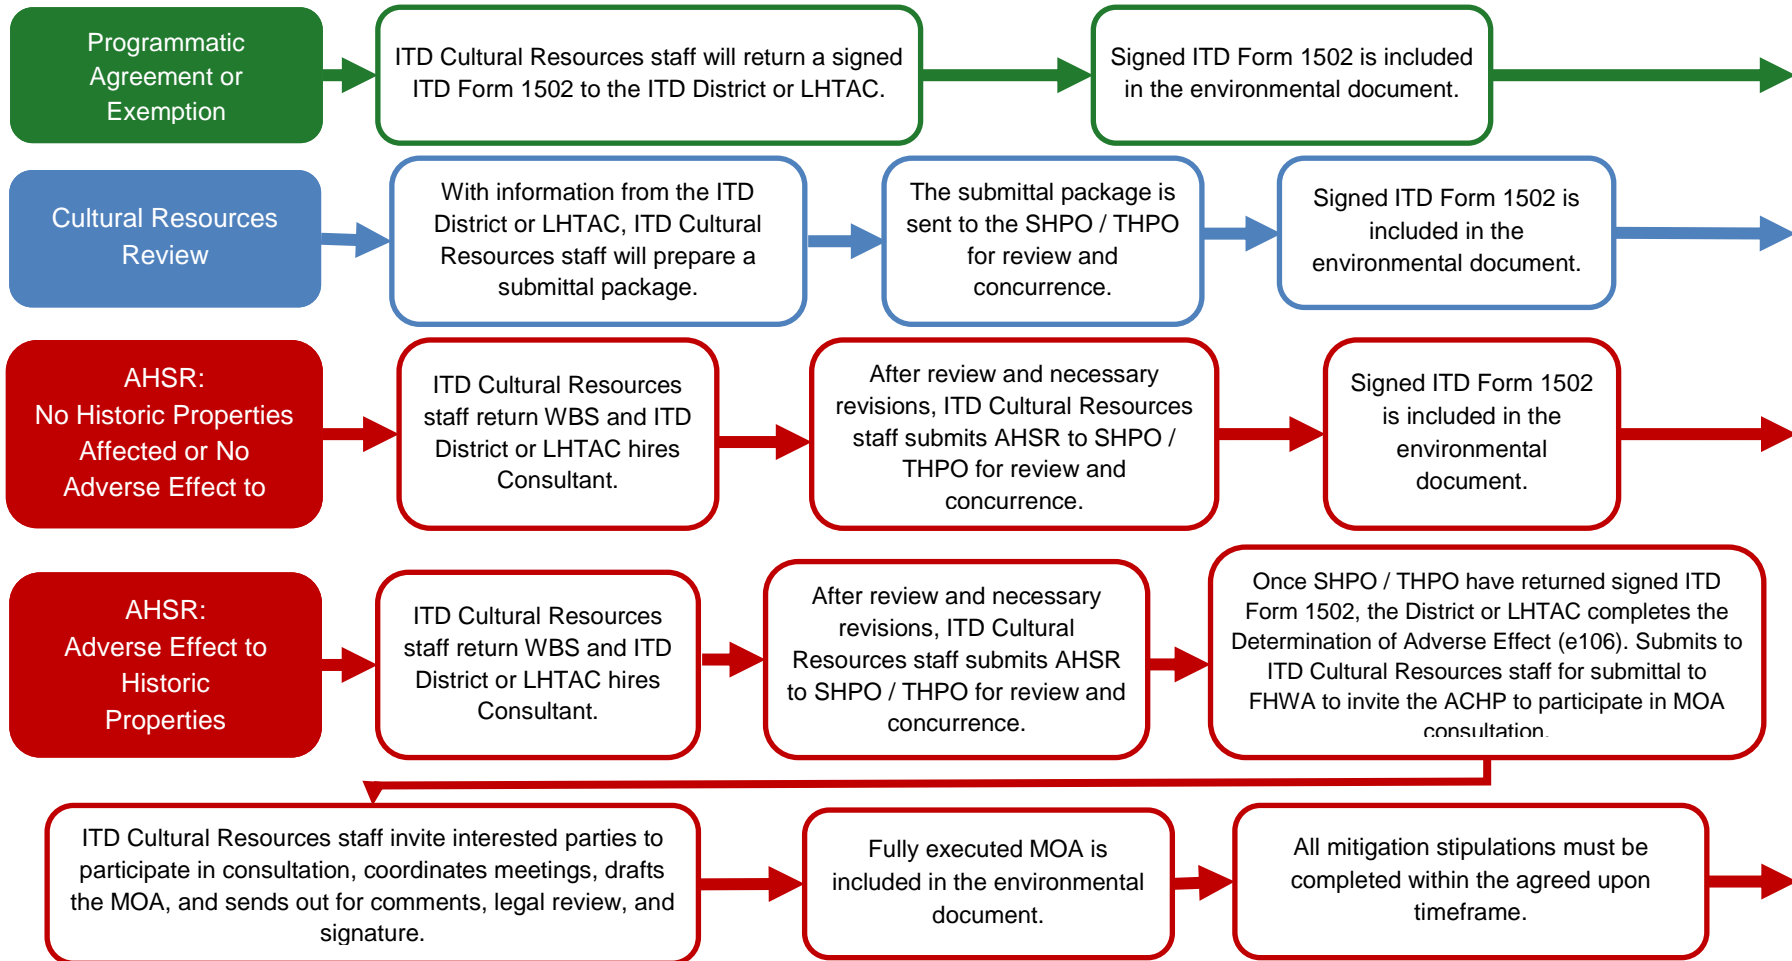 Programmatic
Agreement or
Exemption
ITD Cultural Resources staff will return a signed
ITD Form 1502 to the ITD District or LHTAC.
Signed ITD Form 1502 is included
in the environmental document.
Cultural Resources
Review
With information from the ITD
District or LHTAC, ITD Cultural
Resources staff will prepare a
submittal package.
The submittal package is
sent to the SHPO / THPO
for review and
concurrence.
Signed ITD Form 1502 is
included in the
environmental document.
AHSR:
No Historic Properties
Affected or No
Adverse Effect to
ITD Cultural Resources
staff return WBS and ITD
District or LHTAC hires
Consultant.
After review and necessary
revisions, ITD Cultural Resources
staff submits AHSR to SHPO /
THPO for review and
concurrence.
Signed ITD Form 1502
is included in the
environmental
document.
AHSR:
Adverse Effect to
Historic
Properties
ITD Cultural Resources
staff return WBS and ITD
District or LHTAC hires
Consultant.
After review and necessary
revisions, ITD Cultural
Resources staff submits AHSR
to SHPO / THPO for review and
concurrence.
Once SHPO / THPO have returned signed ITD
Form 1502, the District or LHTAC completes the
Determination of Adverse Effect (e106). Submits to
ITD Cultural Resources staff for submittal to
FHWA to invite the ACHP to participate in MOA
consultation.
ITD Cultural Resources staff invite interested parties to
participate in consultation, coordinates meetings, drafts
the MOA, and sends out for comments, legal review, and
signature.
Fully executed MOA is
included in the environmental
document.
All mitigation stipulations must be
completed within the agreed upon
timeframe.